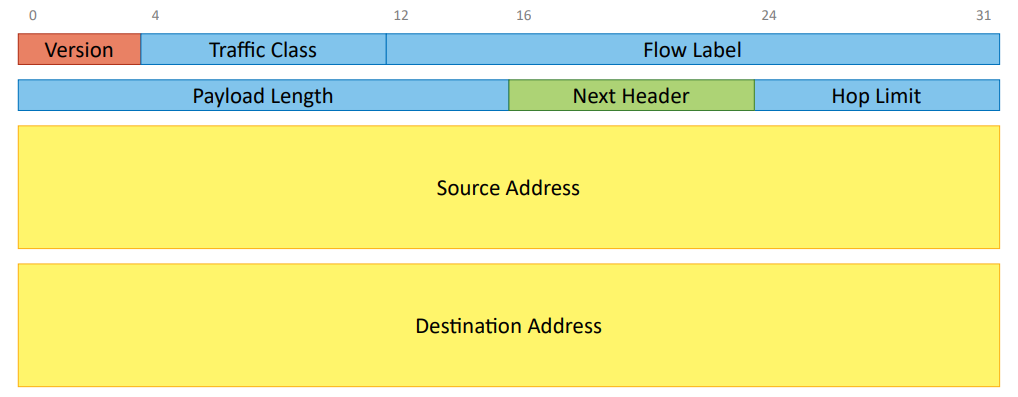 0 4 12 16 24 31
Version Traffic Class Flow Label
Payload Length Next Header Hop Limit
Source Address
Destination Address